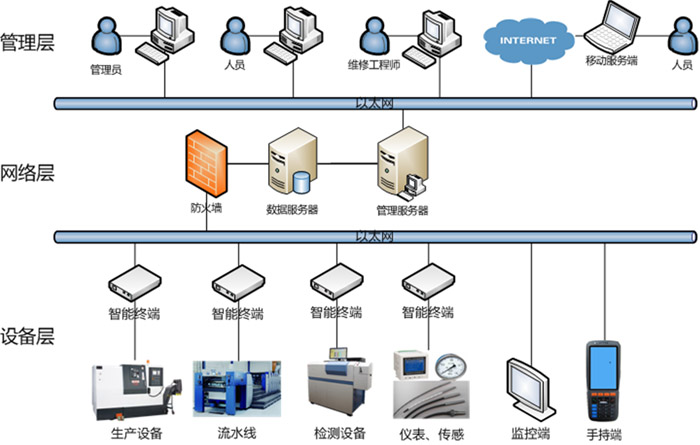 管理层
管理员
人员
维修工程师
INTERNET
移动服务端
人员
以太网
网络层
防火墙
数据服务器
管理服务器
以太网
设备层
智能终端
智能终端
智能终端
智能终端
生产设备
流水线
检测设备
仪表、传感
监控端
手持端